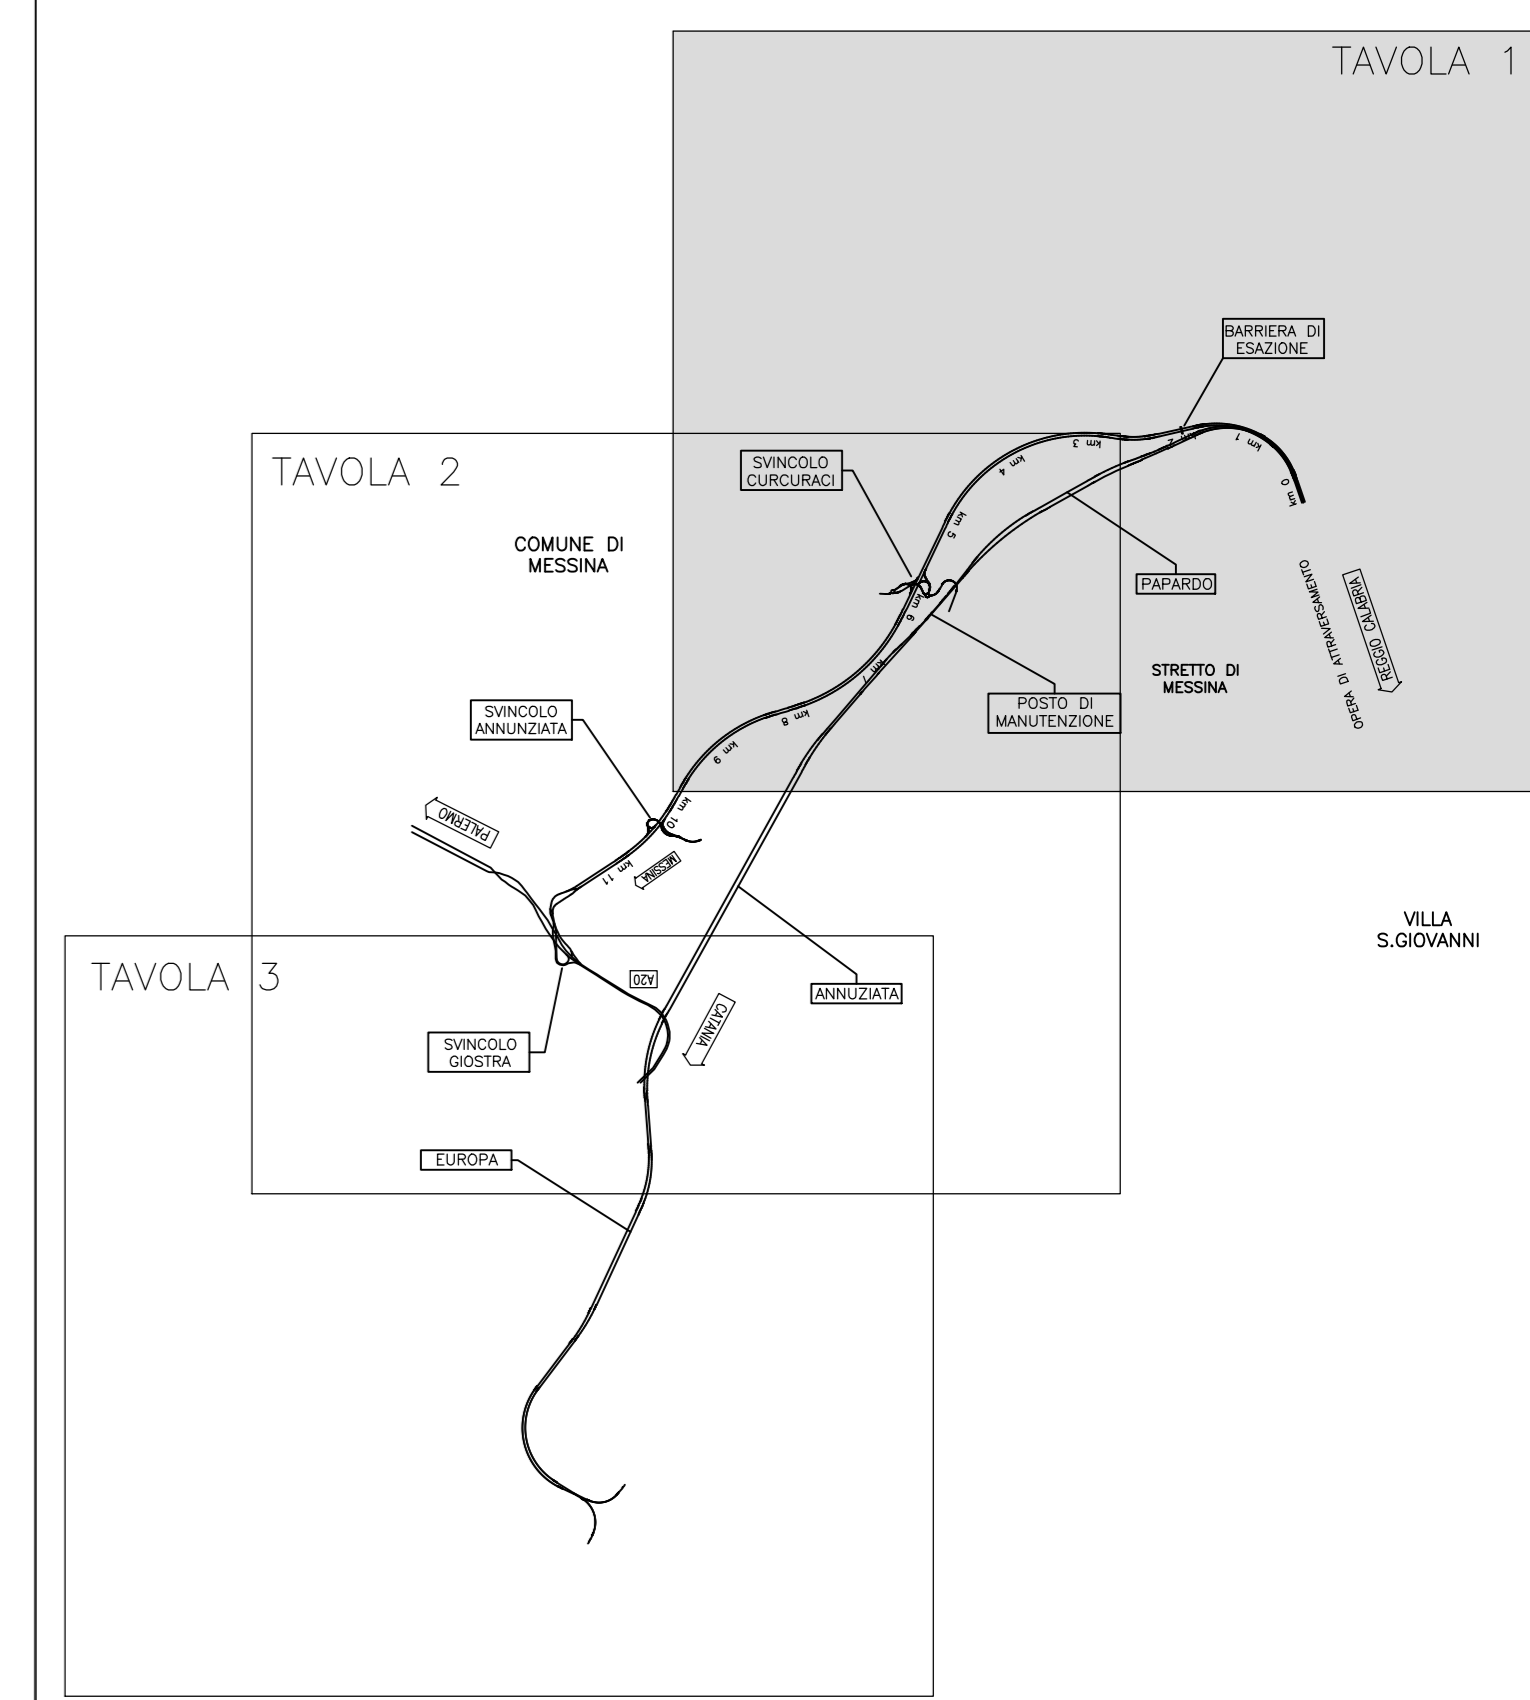 TAVOLA 1
BARRIERA DI
ESAZIONE
km 0
km 1
km 2
km 3
km 4
km 5
TAVOLA 2
SVINCOLO
CURCURACI
COMUNE DI
MESSINA
PAPARDO
OPERA DI ATTRAVERSAMENTO
REGGIO CALABRIA
km 6
km 7
STRETTO DI
MESSINA
POSTO DI
MANUTENZIONE
SVINCOLO
ANNUNZIATA
km 8
km 9
km 10
PALERMO
MESSINA
km 11
VILLA
S.GIOVANNI
TAVOLA 3
A20
ANNUZIATA
CATANIA
SVINCOLO
GIOSTRA
EUROPA